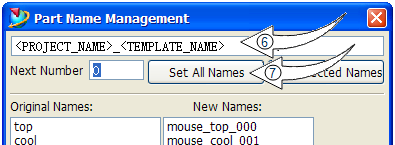 Part Name Management
<PROJECT_NAME>_<TEMPLATE_NAME>
6
Next Number 0 Set All Names Names
7
Original Names: New Names:
top mouse_top_000
cool mouse_cool_001